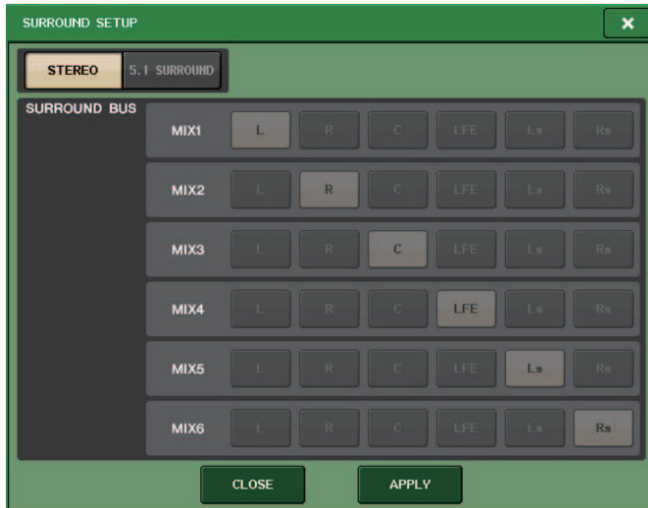 SURROUND SETUP
STEREO 5.1 SURROUND
SURROUND BUS
MIX1 L R C LFE Ls Rs
MIX2 L R C LFE Ls Rs
MIX3 L R C LFE Ls Rs
MIX4 L R C LFE Ls Rs
MIX5 L R C LFE Ls Rs
MIX6 L R C LFE Ls Rs
CLOSE APPLY